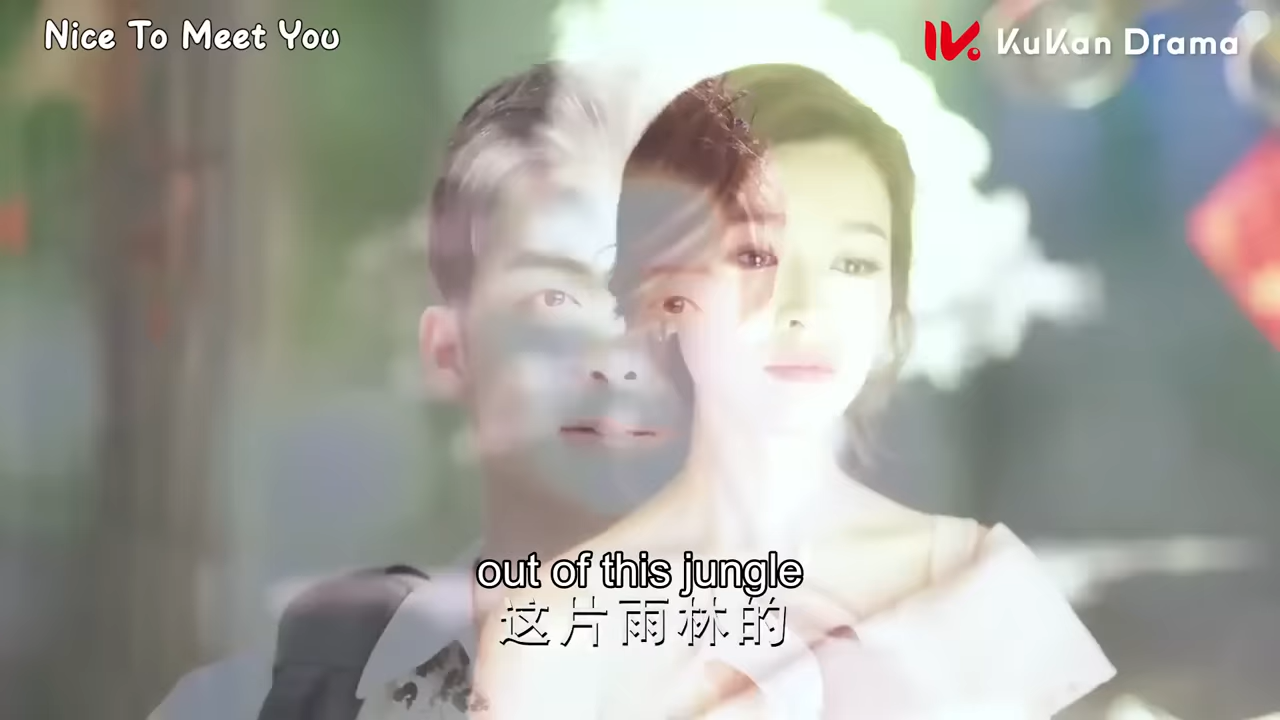 Nice To Meet You
KuKan Drama
out of this jungle
这片雨林的